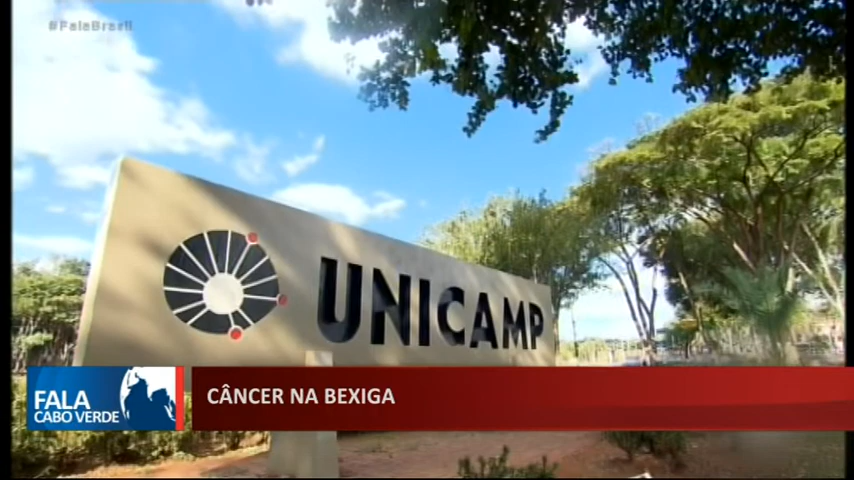 #FalaBrasil
UNICAMP
FALA
CABO VERDE
CÂNCER NA BEXIGA